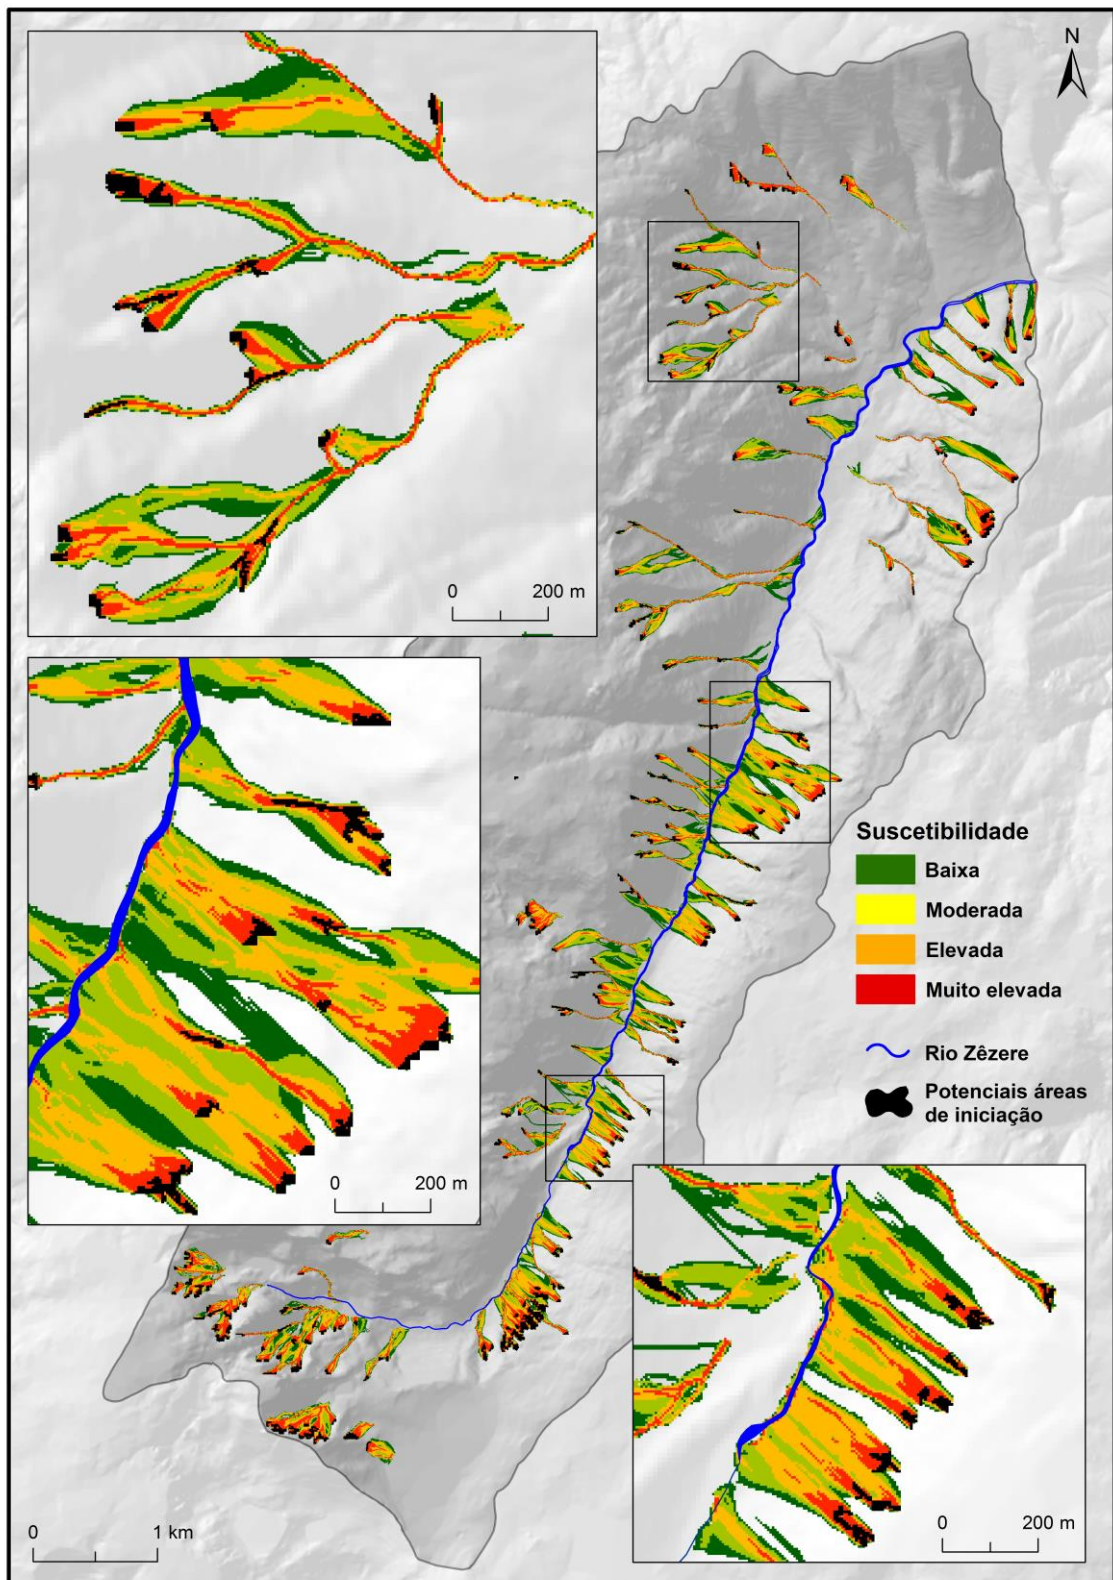 N
0 200 m
Suscetibilidade
Baixa
Moderada
Elevada
Muito elevada
Rio Zêzere
Potenciais áreas
de iniciação
0 200 m
0 1 km
0 200 m